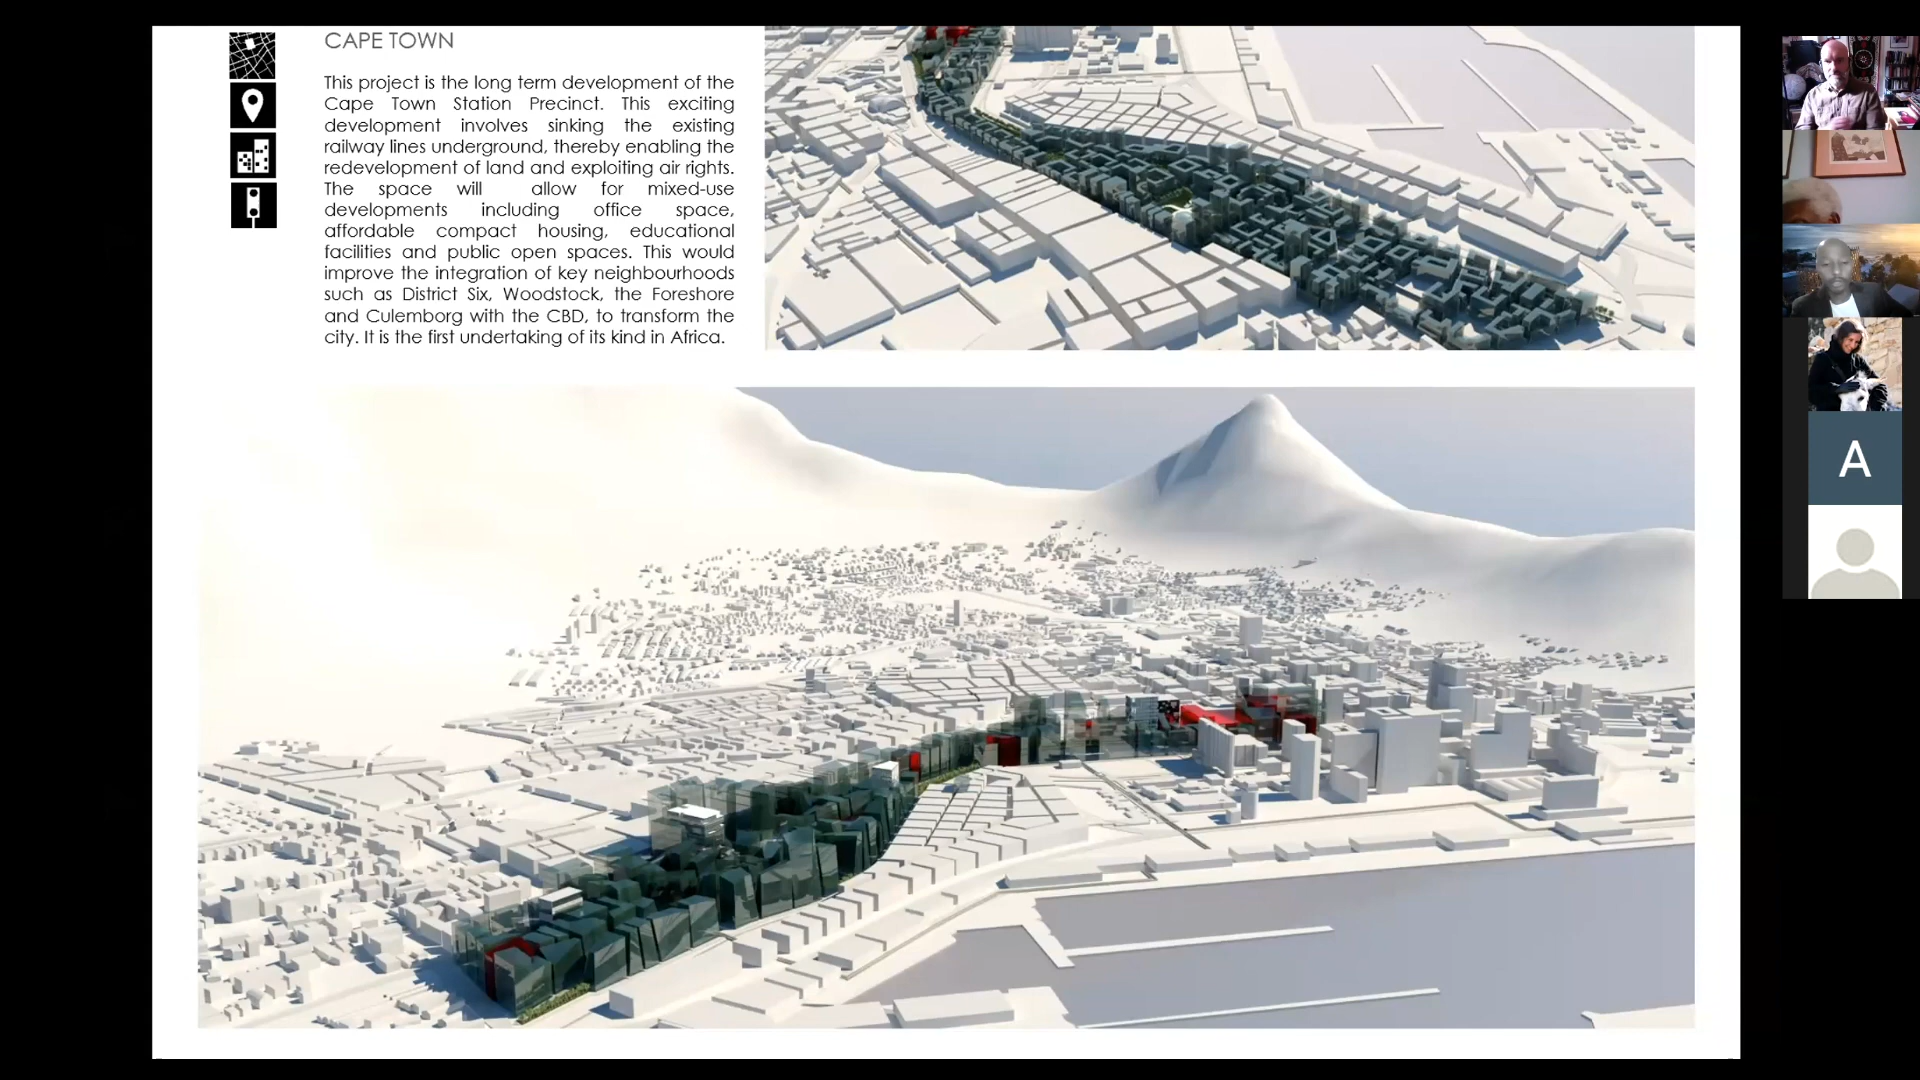 CAPE TOWN
This project is the long term development of the
Cape Town Station Precinct. This exciting
development involves sinking the existing
railway lines underground, thereby enabling the
redevelopment of land and exploiting air rights.
The space will allow for mixed-use
developments including office space,
affordable compact housing, educational
facilities and public open spaces. This would
improve the integration of key neighbourhoods
such as District Six, Woodstock, the Foreshore
and Culemborg with the CBD, to transform the
city. It is the first undertaking of its kind in Africa.
A